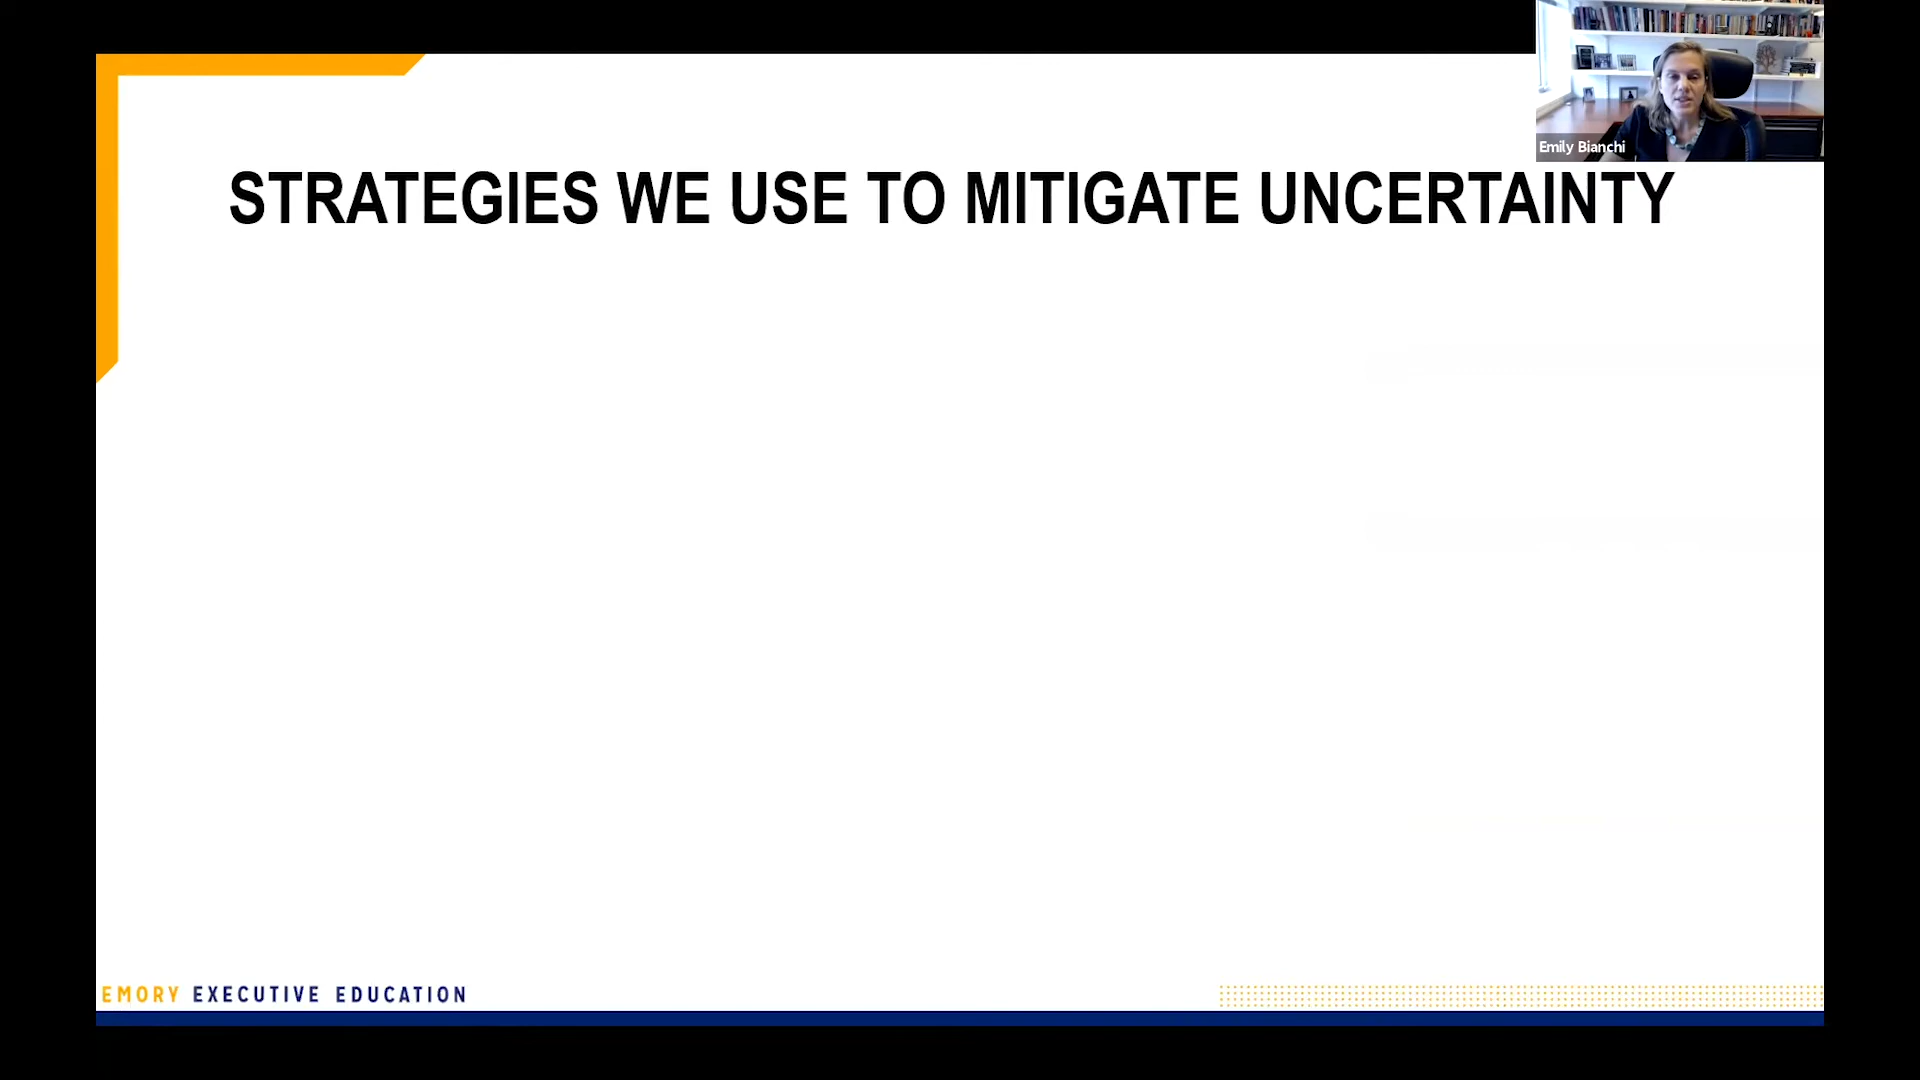 Emily Bianchi
STRATEGIES WE USE TO MITIGATE UNCERTAINTY
EMORY EXECUTIVE EDUCATION